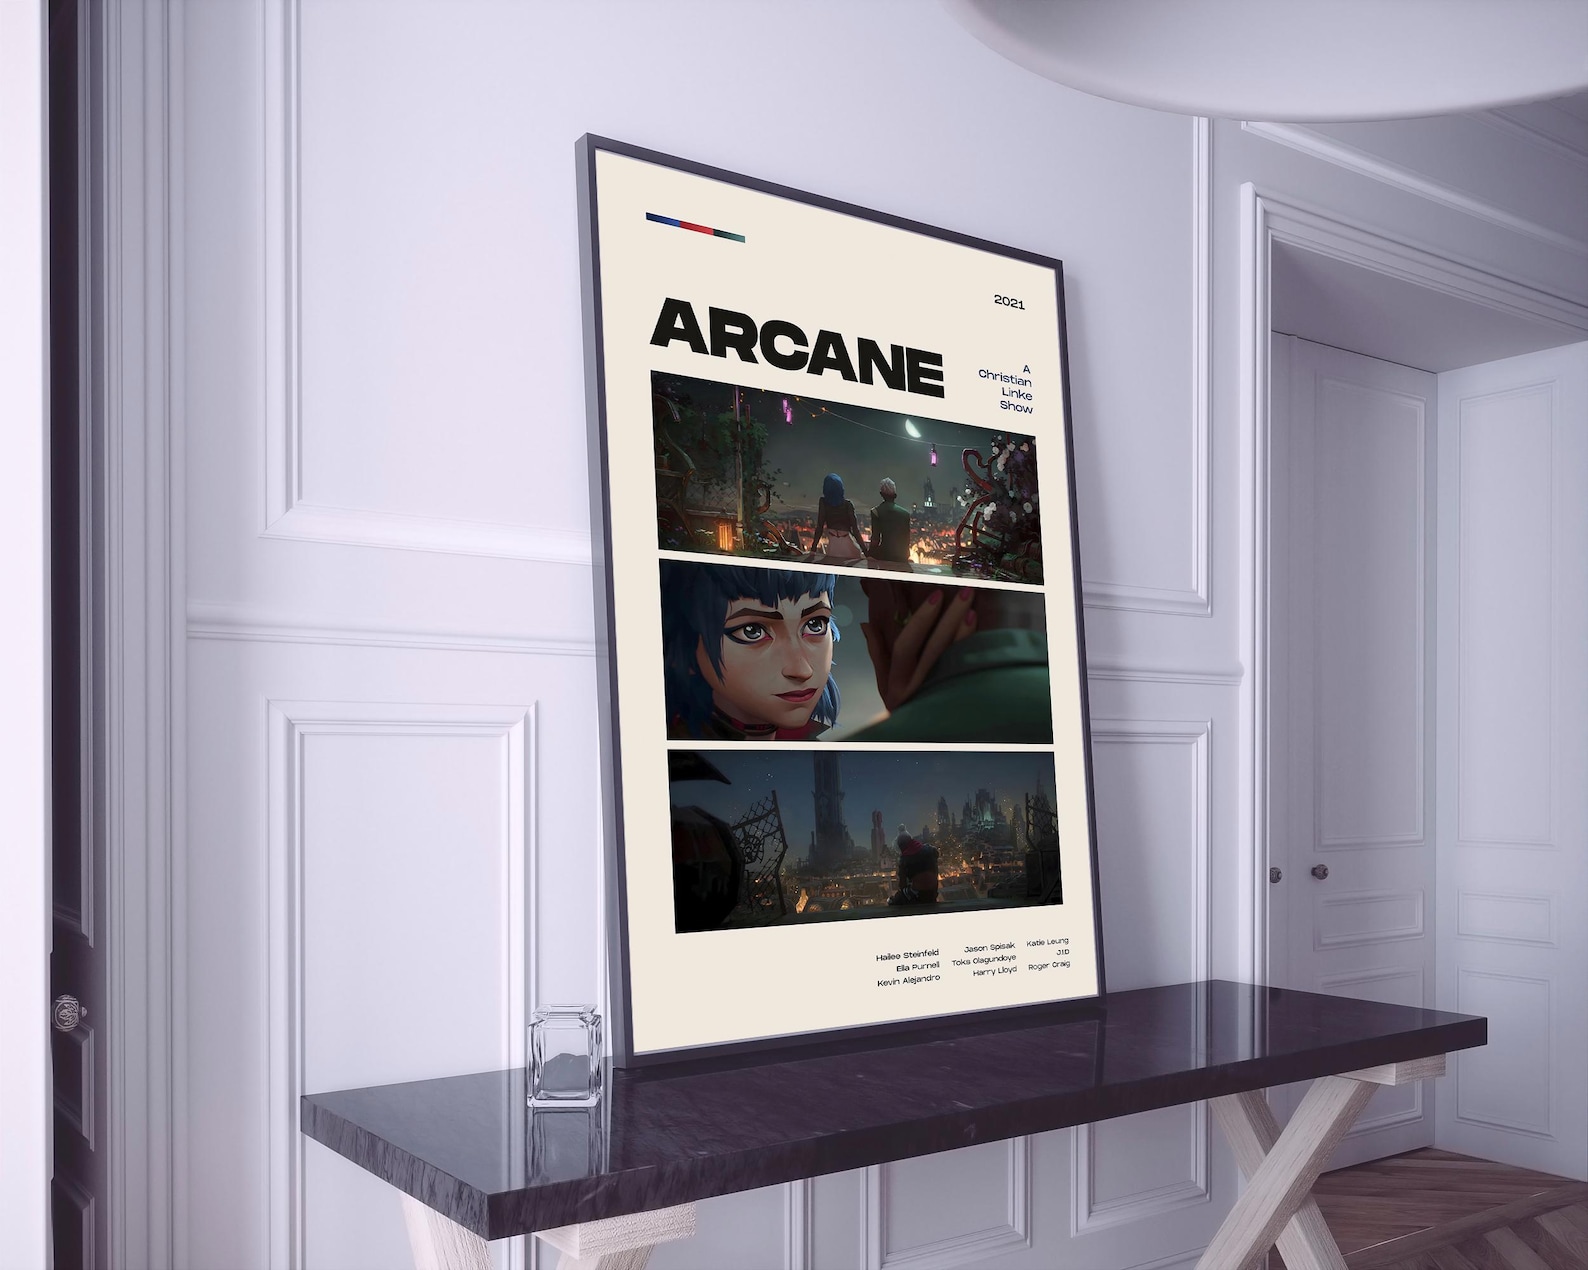 2021
ARCANE
A
Christian
Linke
Show
Hailee Steinfeld
Ella Purnell
Kevin Alejandro
Jason Spisak
Toks Olagundoye
Harry Lloyd
Katie Leung
J.I.D
Roger Craig